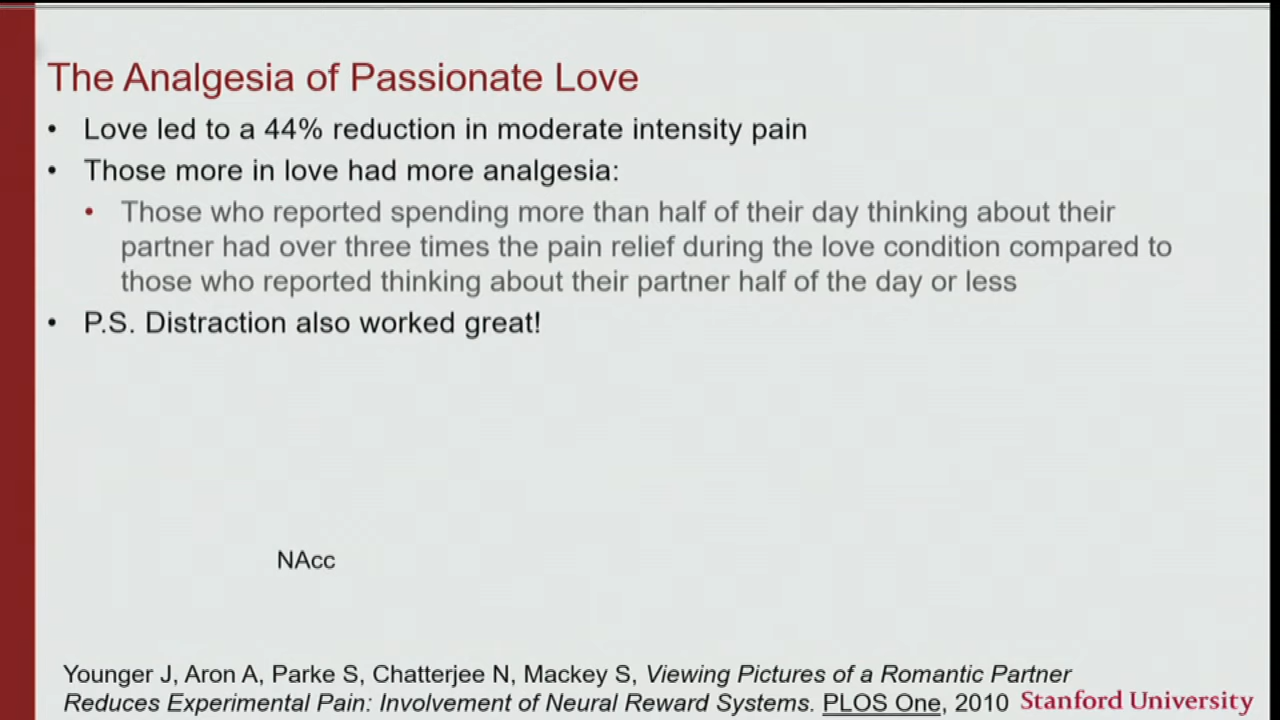 The Analgesia of Passionate Love
• Love led to a 44% reduction in moderate intensity pain
• Those more in love had more analgesia:
• Those who reported spending more than half of their day thinking about their
partner had over three times the pain relief during the love condition compared to
those who reported thinking about their partner half of the day or less
• P.S. Distraction also worked great!
NAcc
Younger J, Aron A, Parke S, Chatterjee N, Mackey S, Viewing Pictures of a Romantic Partner
Reduces Experimental Pain: Involvement of Neural Reward Systems. PLOS One, 2010
Stanford University